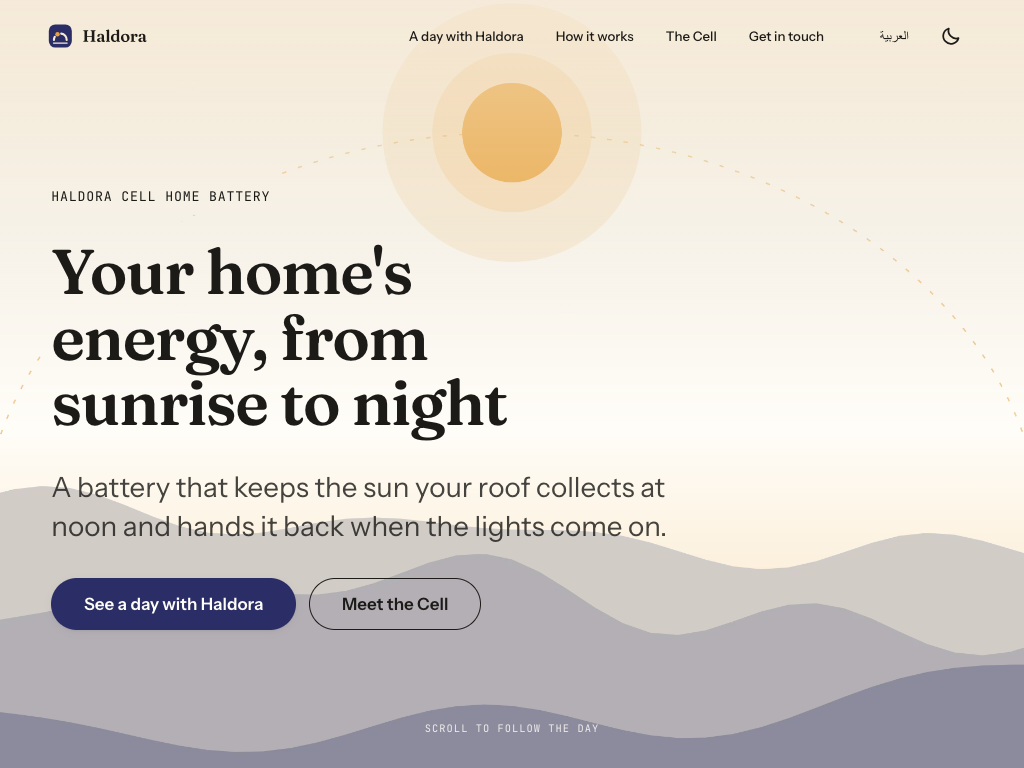 Haldora
A day with Haldora
How it works
The Cell
Get in touch
العربية
HALDORA CELL HOME BATTERY
Your home's
energy, from
sunrise to night
A battery that keeps the sun your roof collects at
noon and hands it back when the lights come on.
See a day with Haldora
Meet the Cell
SCROLL TO FOLLOW THE DAY